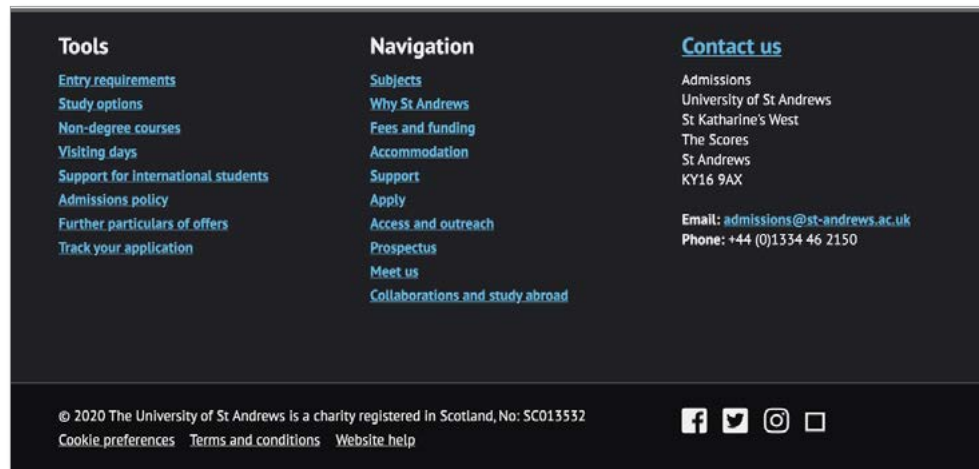 Tools
Entry requirements
Study options
Non-degree courses
Visiting days
Support for international students
Admissions policy
Further particulars of offers
Track your application
Navigation
Subjects
Why St Andrews
Fees and funding
Accommodation
Support
Apply
Access and outreach
Prospectus
Meet us
Collaborations and study abroad
Contact us
Admissions
University of St Andrews
St Katharine's West
The Scores
St Andrews
KY16 9AX
Email: admissions@st-andrews.ac.uk
Phone: +44 (0)1334 46 2150
© 2020 The University of St Andrews is a charity registered in Scotland, No: SC013532
Cookie preferences Terms and conditions Website help